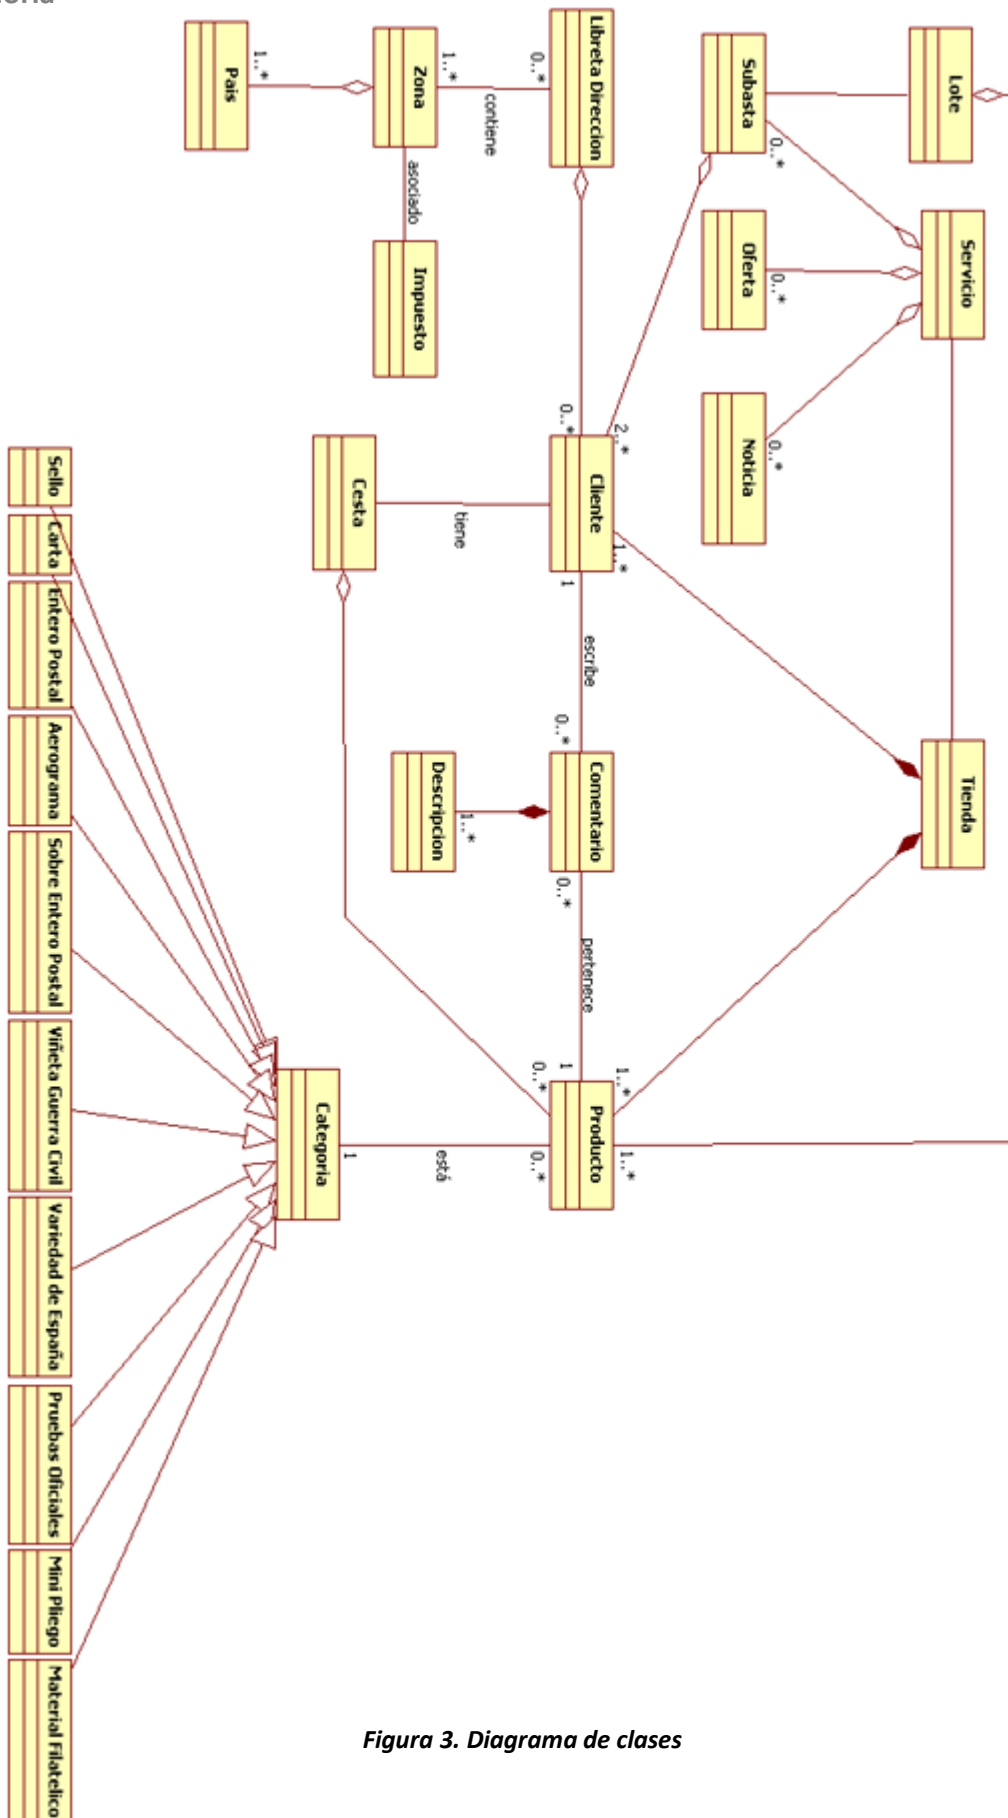 Lote
Servicio
Tienda
Subasta
0..*
Oferta
0..*
Noticia
0..*
Libreta Direccion
0..*
0..*
2..*
Cliente
1..*
1
escribe
0..*
Comentario
0..*
pertenece
1
1..*
Producto
1..*
0..*
0..*
Zona
1..*
contiene
asociado
Impuesto
Pais
1..*
Cesta
tiene
Descripcion
1..*
está
1
Categoria
Sello
Carta
Entero Postal
Aerograma
Sobre Entero Postal
Viñeta Guerra Civil
Variedad de España
Pruebas Oficiales
Mini Pliego
Material Filatelico
Figura 3. Diagrama de clases